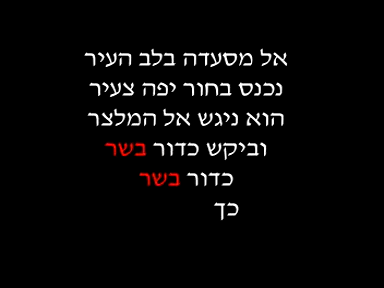 אל מסעדה בלב העיר
נכנס בחור יפה צעיר
הוא ניגש אל המלצר
וביקש כדור בשר
כדור בשר
כך